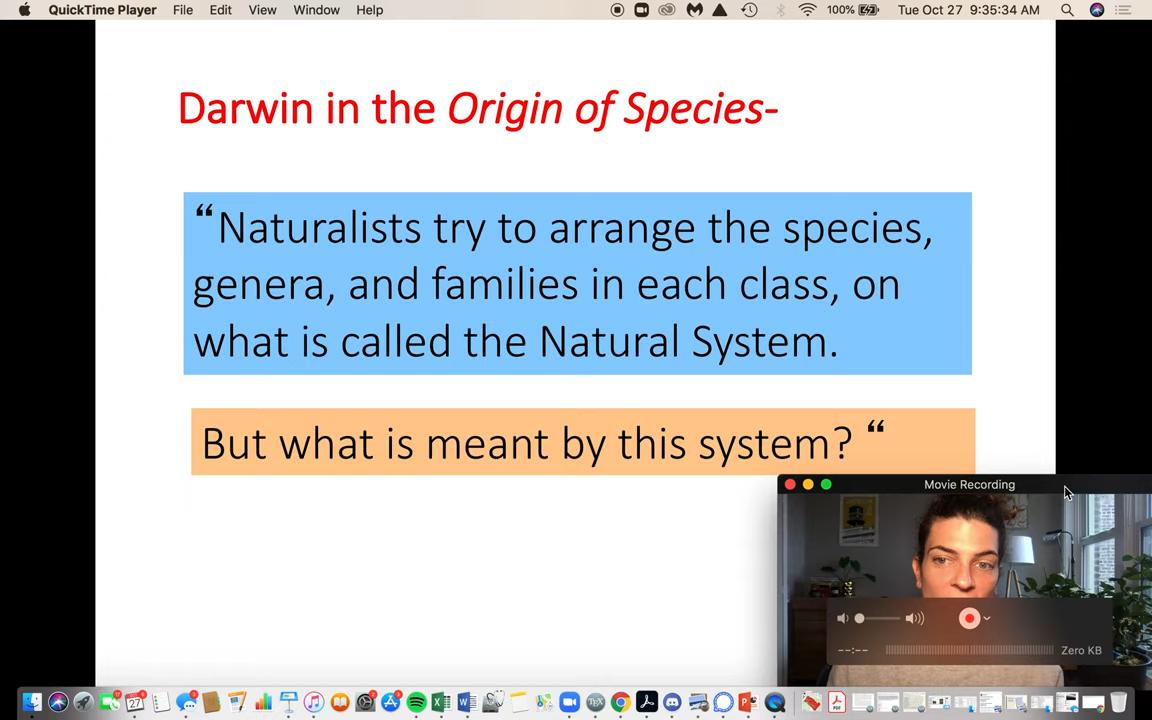 QuickTime Player File Edit View Window Help 100% Tue Oct 27 9:35:34 AM
Darwin in the Origin of Species-
“Naturalists try to arrange the species,
genera, and families in each class, on
what is called the Natural System.
But what is meant by this system? “
Movie Recording
--:-- Zero KB